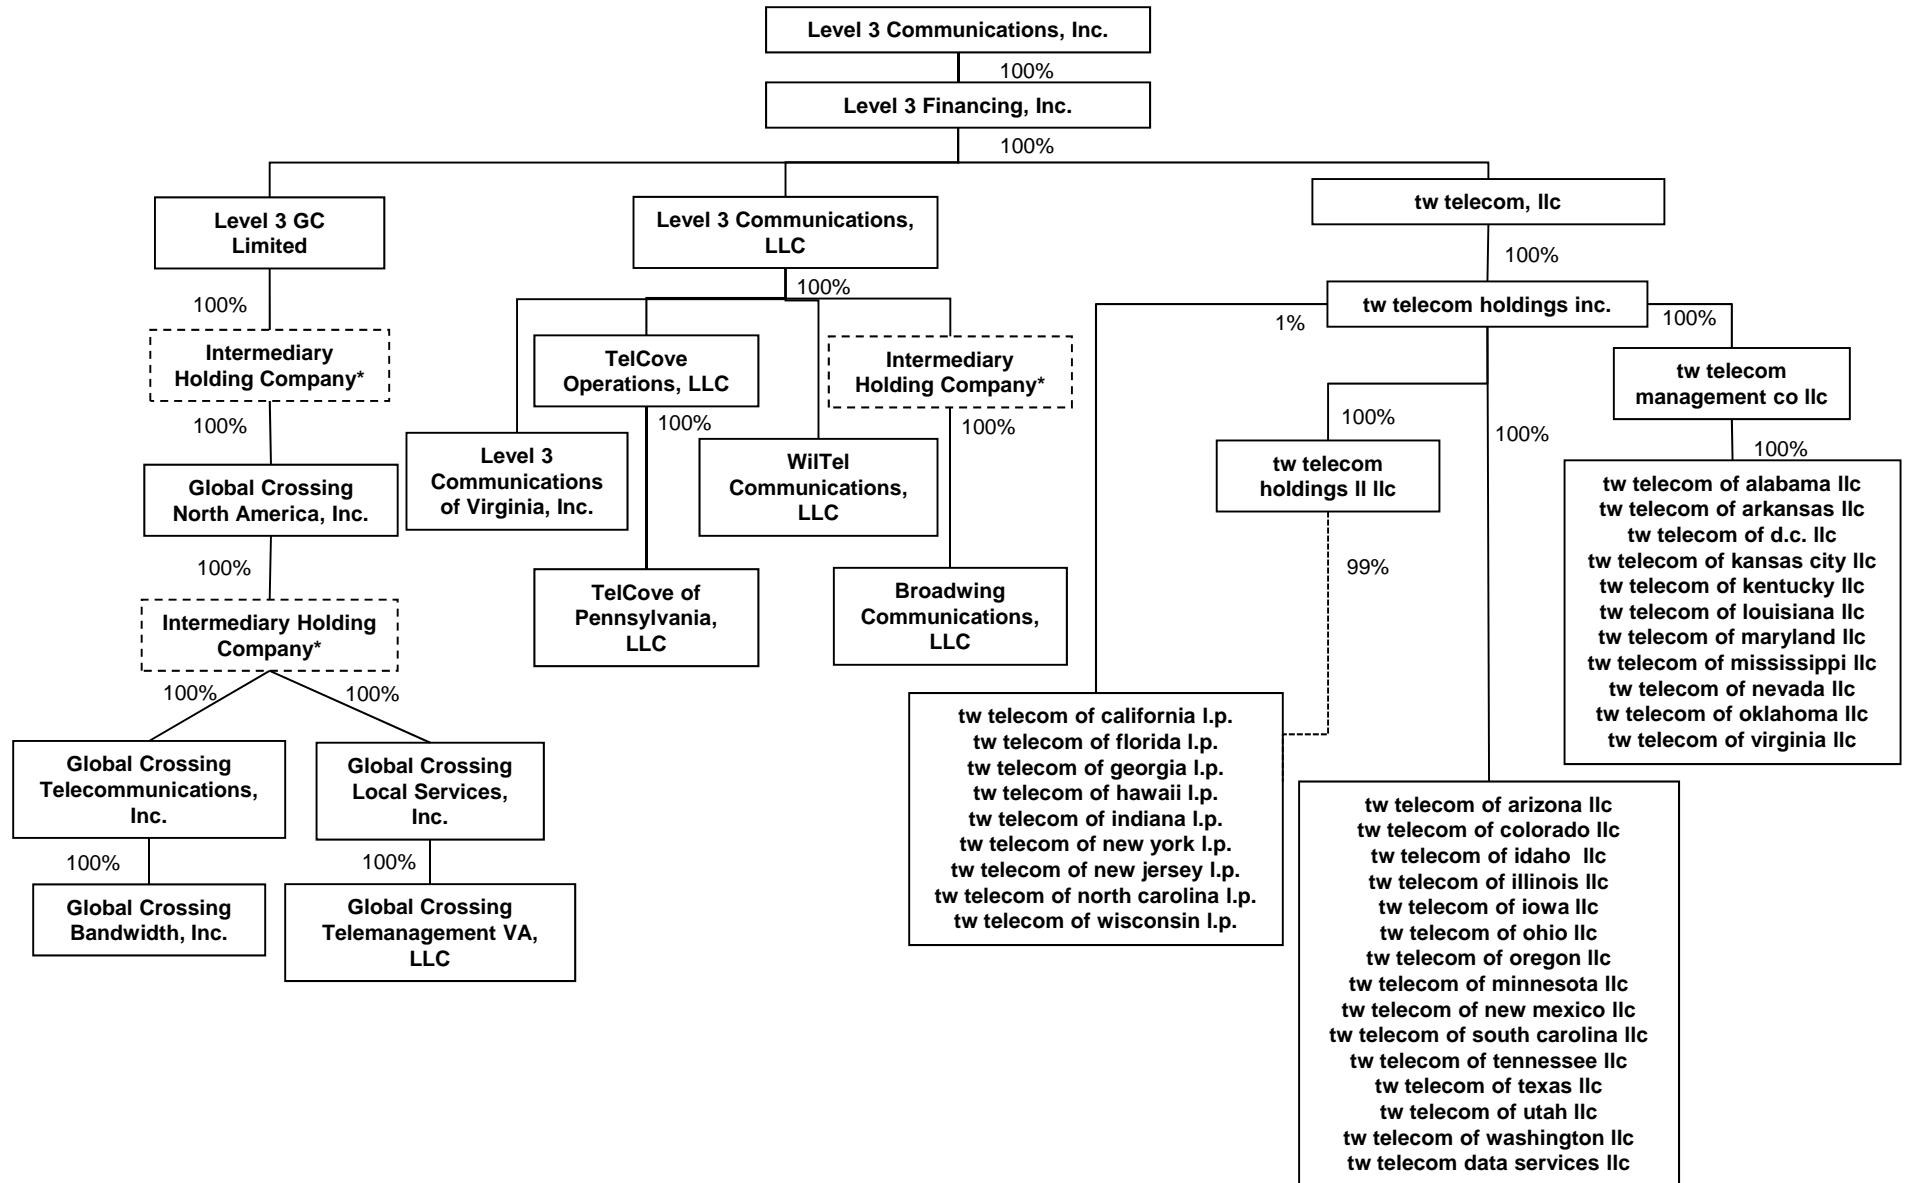 Level 3 Communications, Inc.
100%
Level 3 Financing, Inc.
100%
Level 3 GC
Limited
100%
Intermediary
Holding Company*
100%
Global Crossing
North America, Inc.
100%
Intermediary Holding
Company*
100%
100%
Global Crossing
Telecommunications,
Inc.
100%
Global Crossing
Bandwidth, Inc.
Global Crossing
Local Services,
Inc.
100%
Global Crossing
Telemanagement VA,
LLC
Level 3 Communications,
LLC
100%
Level 3
Communications
of Virginia, Inc.
TelCove
Operations, LLC
100%
TelCove of
Pennsylvania,
LLC
WilTel
Communications,
LLC
Intermediary
Holding Company*
100%
Broadwing
Communications,
LLC
tw telecom, llc
100%
tw telecom holdings inc.
1%
100%
tw telecom
holdings II llc
99%
tw telecom of california l.p.
tw telecom of florida l.p.
tw telecom of georgia l.p.
tw telecom of hawaii l.p.
tw telecom of indiana l.p.
tw telecom of new york l.p.
tw telecom of new jersey l.p.
tw telecom of north carolina l.p.
tw telecom of wisconsin l.p.
100%
tw telecom of arizona llc
tw telecom of colorado llc
tw telecom of idaho llc
tw telecom of illinois llc
tw telecom of iowa llc
tw telecom of ohio llc
tw telecom of oregon llc
tw telecom of minnesota llc
tw telecom of new mexico llc
tw telecom of south carolina llc
tw telecom of tennessee llc
tw telecom of texas llc
tw telecom of utah llc
tw telecom of washington llc
tw telecom data services llc
100%
tw telecom
management co llc
100%
tw telecom of alabama llc
tw telecom of arkansas llc
tw telecom of d.c. llc
tw telecom of kansas city llc
tw telecom of kentucky llc
tw telecom of louisiana llc
tw telecom of maryland llc
tw telecom of mississippi llc
tw telecom of nevada llc
tw telecom of oklahoma llc
tw telecom of virginia llc